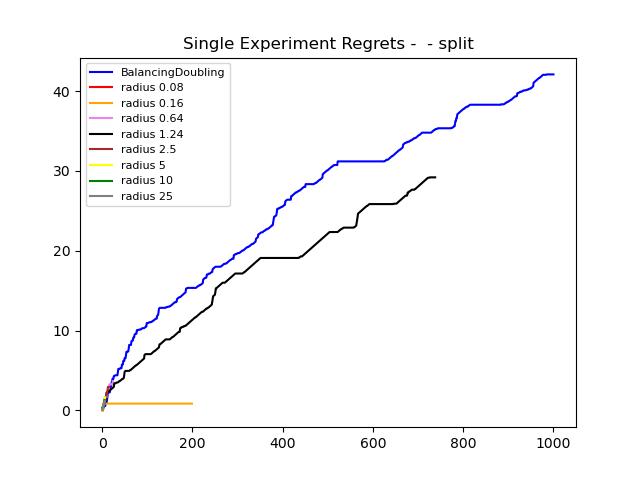 Single Experiment Regrets -  - split
BalancingDoubling
radius 0.08
radius 0.16
radius 0.64
radius 1.24
radius 2.5
radius 5
radius 10
radius 25
40
30
20
10
0
0 200 400 600 800 1000